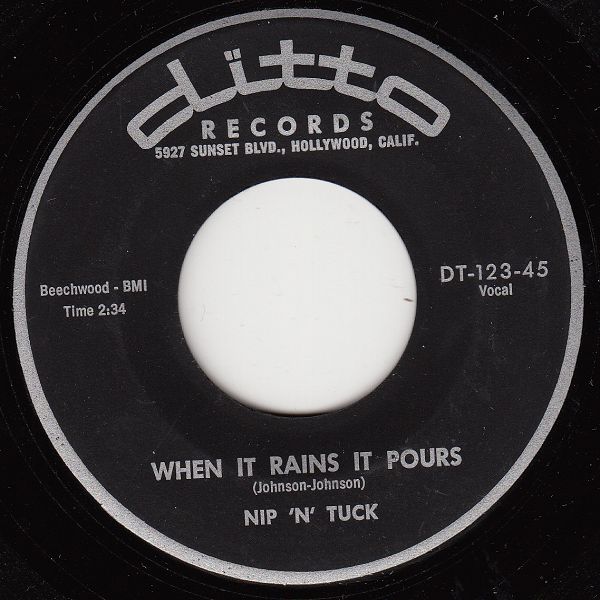 ditto
RECORDS
5927 SUNSET BLVD., HOLLYWOOD, CALIF.
Beechwood - BMI
Time 2:34
DT-123-45
Vocal
WHEN IT RAINS IT POURS
(Johnson-Johnson)
NIP 'N' TUCK